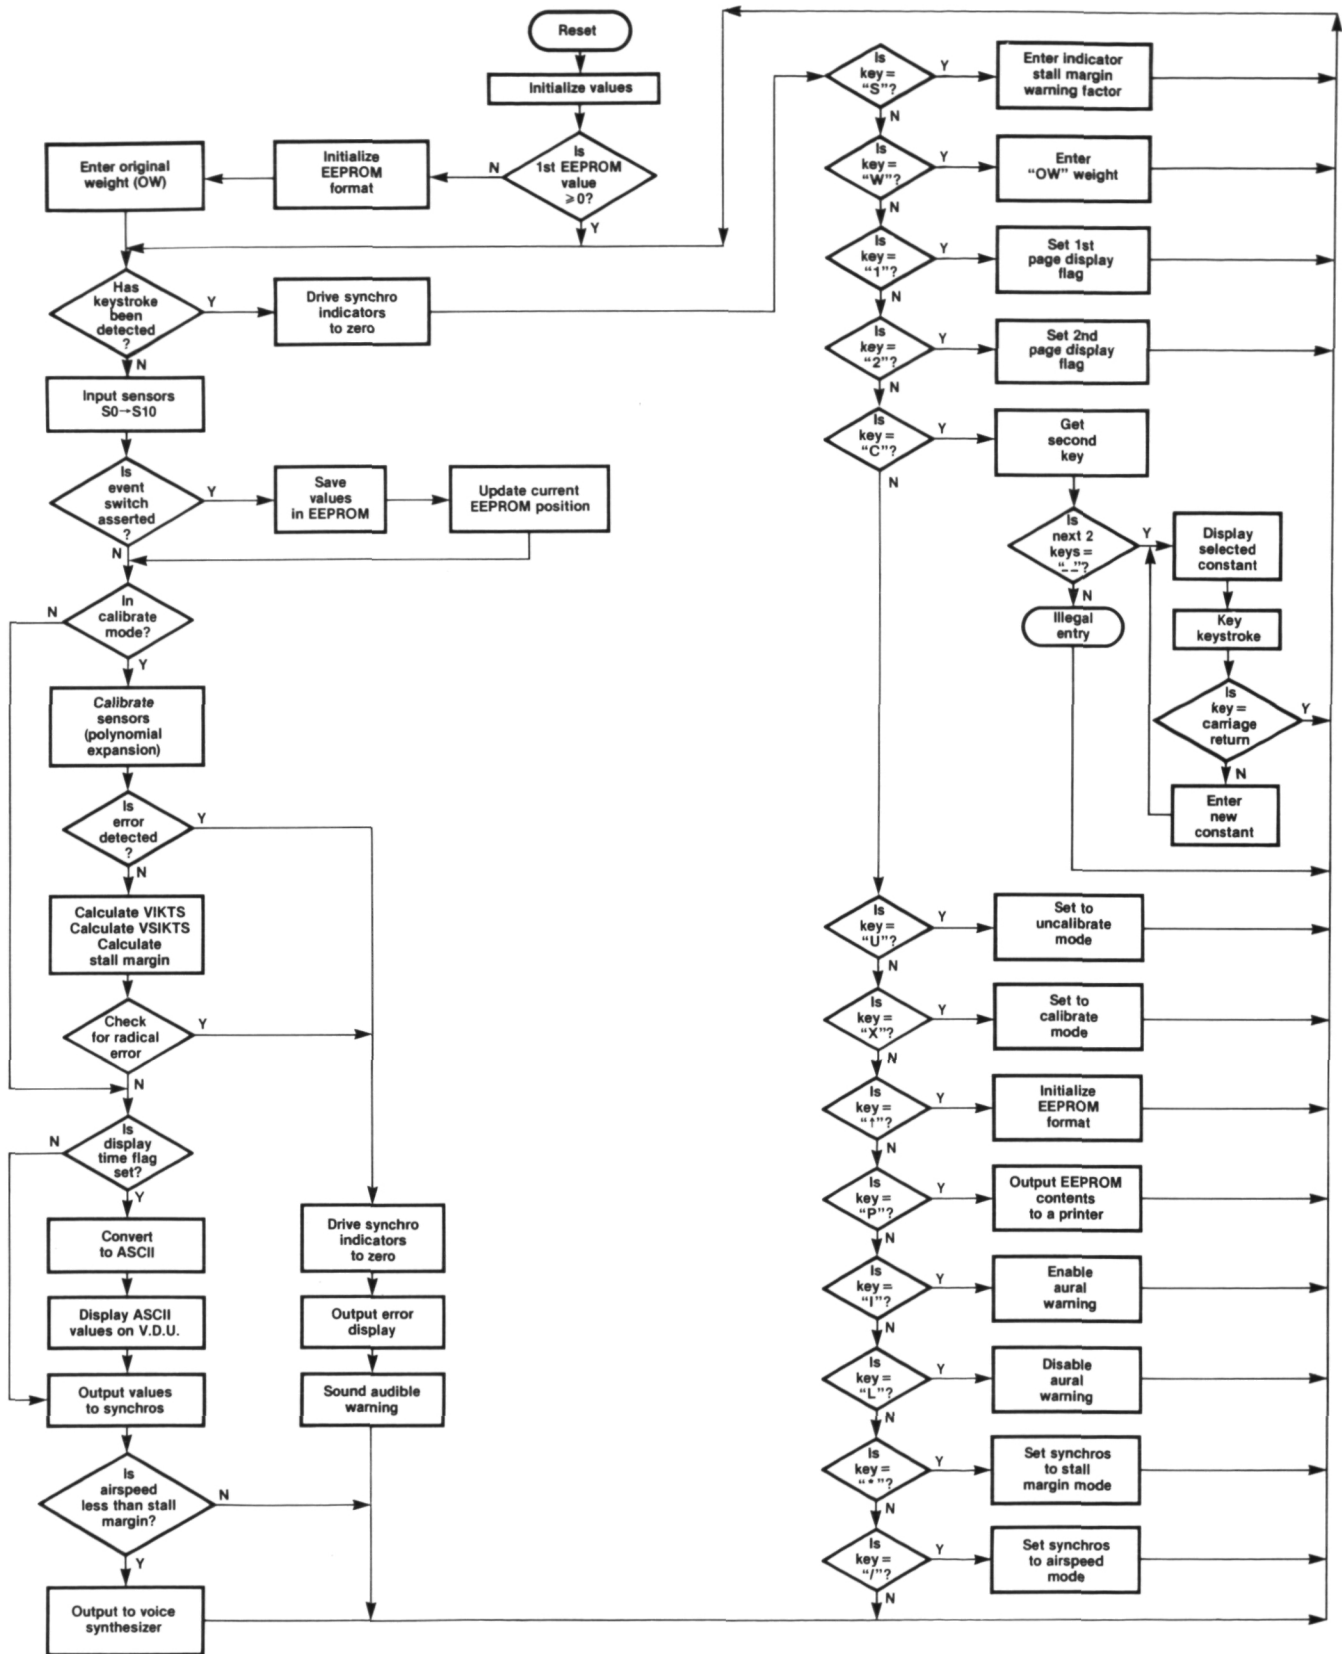 Reset
Initialize values
Is
1st EEPROM
value
⩾0?
N
Y
Initialize
EEPROM
format
Enter original
weight (OW)
Has
keystroke
been
detected
?
Y
N
Drive synchro
indicators
to zero
Input sensors
S0→S10
Is
event
switch
asserted
?
Y
N
Save
values
in EEPROM
Update current
EEPROM position
In
calibrate
mode?
N
Y
Calibrate
sensors
(polynomial
expansion)
Is
error
detected
?
Y
N
Calculate VIKTS
Calculate VSIKTS
Calculate
stall margin
Check
for radical
error
Y
N
Is
display
time flag
set?
N
Y
Convert
to ASCII
Display ASCII
values on V.D.U.
Output values
to synchros
Is
airspeed
less than stall
margin?
N
Y
Output to voice
synthesizer
Drive synchro
indicators
to zero
Output error
display
Sound audible
warning
Is
key =
"S"?
Y
N
Enter indicator
stall margin
warning factor
Is
key =
"W"?
Y
N
Enter
"OW" weight
Is
key =
"1"?
Y
N
Set 1st
page display
flag
Is
key =
"2"?
Y
N
Set 2nd
page display
flag
Is
key =
"C"?
Y
N
Get
second
key
Is
next 2
keys =
"_ _"?
Y
N
Illegal
entry
Display
selected
constant
Key
keystroke
Is
key =
carriage
return
Y
N
Enter
new
constant
Is
key =
"U"?
Y
N
Set to
uncalibrate
mode
Is
key =
"X"?
Y
N
Set to
calibrate
mode
Is
key =
"↑"?
Y
N
Initialize
EEPROM
format
Is
key =
"P"?
Y
N
Output EEPROM
contents
to a printer
Is
key =
"I"?
Y
N
Enable
aural
warning
Is
key =
"L"?
Y
N
Disable
aural
warning
Is
key =
"*"?
Y
N
Set synchros
to stall
margin mode
Is
key =
"/"?
Y
N
Set synchros
to airspeed
mode